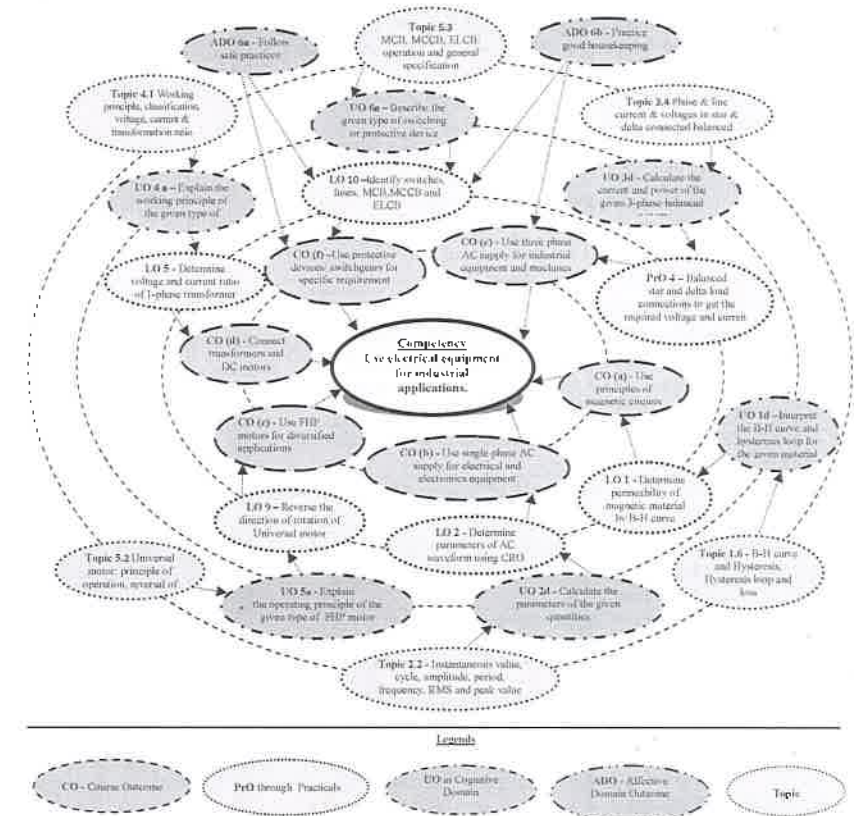 ADO 6a - Follow
safe practices
Topic 5.3
MCB, MCCB, ELCB
operation and general
specification
ADO 6b - Practice
good housekeeping
Topic 4.1 Working
principle, classification,
voltage, current &
transformation ratio
UO 6a – Describe the
given type of switching
or protective device
Topic 3.4 Phase & line
current & voltages in star &
delta connected balanced
UO 4 a – Explain the
working principle of
the given type of
LO 10 –Identify switches,
fuses, MCB,MCCB and
ELCB
UO 3d - Calculate the
current and power of the
given 3-phase balanced
LO 5 - Determine
voltage and current ratio
of 1-phase transformer
CO (f) –Use protective
devices/ switchgears for
specific requirement
CO (c) - Use three phase
AC supply for industrial
equipment and machines
PrO 4 – Balanced
star and delta load
connections to get the
required voltage and current
CO (d) - Connect
transformers and
DC motors
Competency
Use electrical equipment
for industrial
applications.
CO (a) - Use
principles of
magnetic circuits
CO (e) - Use FHP
motors for diversified
applications
CO (b) - Use single phase AC
supply for electrical and
electronics equipment
UO 1d - Interpret
the B-H curve and
hysteresis loop for
the given material
LO 9 – Reverse the
direction of rotation of
Universal motor
LO 2 - Determine
parameters of AC
waveform using CRO
LO 1 - Determine
permeability of
magnetic material
by B-H curve
Topic 5.2 Universal
motor: principle of
operation, reversal of
UO 5a - Explain
the operating principle of the
given type of FHP motor
UO 2d - Calculate the
parameters of the given
quantities
Topic 1.6 - B-H curve
and Hysteresis,
Hysteresis loop and
loss
Topic 2.2 - Instantaneous value,
cycle, amplitude, period,
frequency, RMS and peak value
Legends
CO - Course Outcome
PrO through Practicals
UO in Cognitive
Domain
ADO - Affective
Domain Outcome
Topic